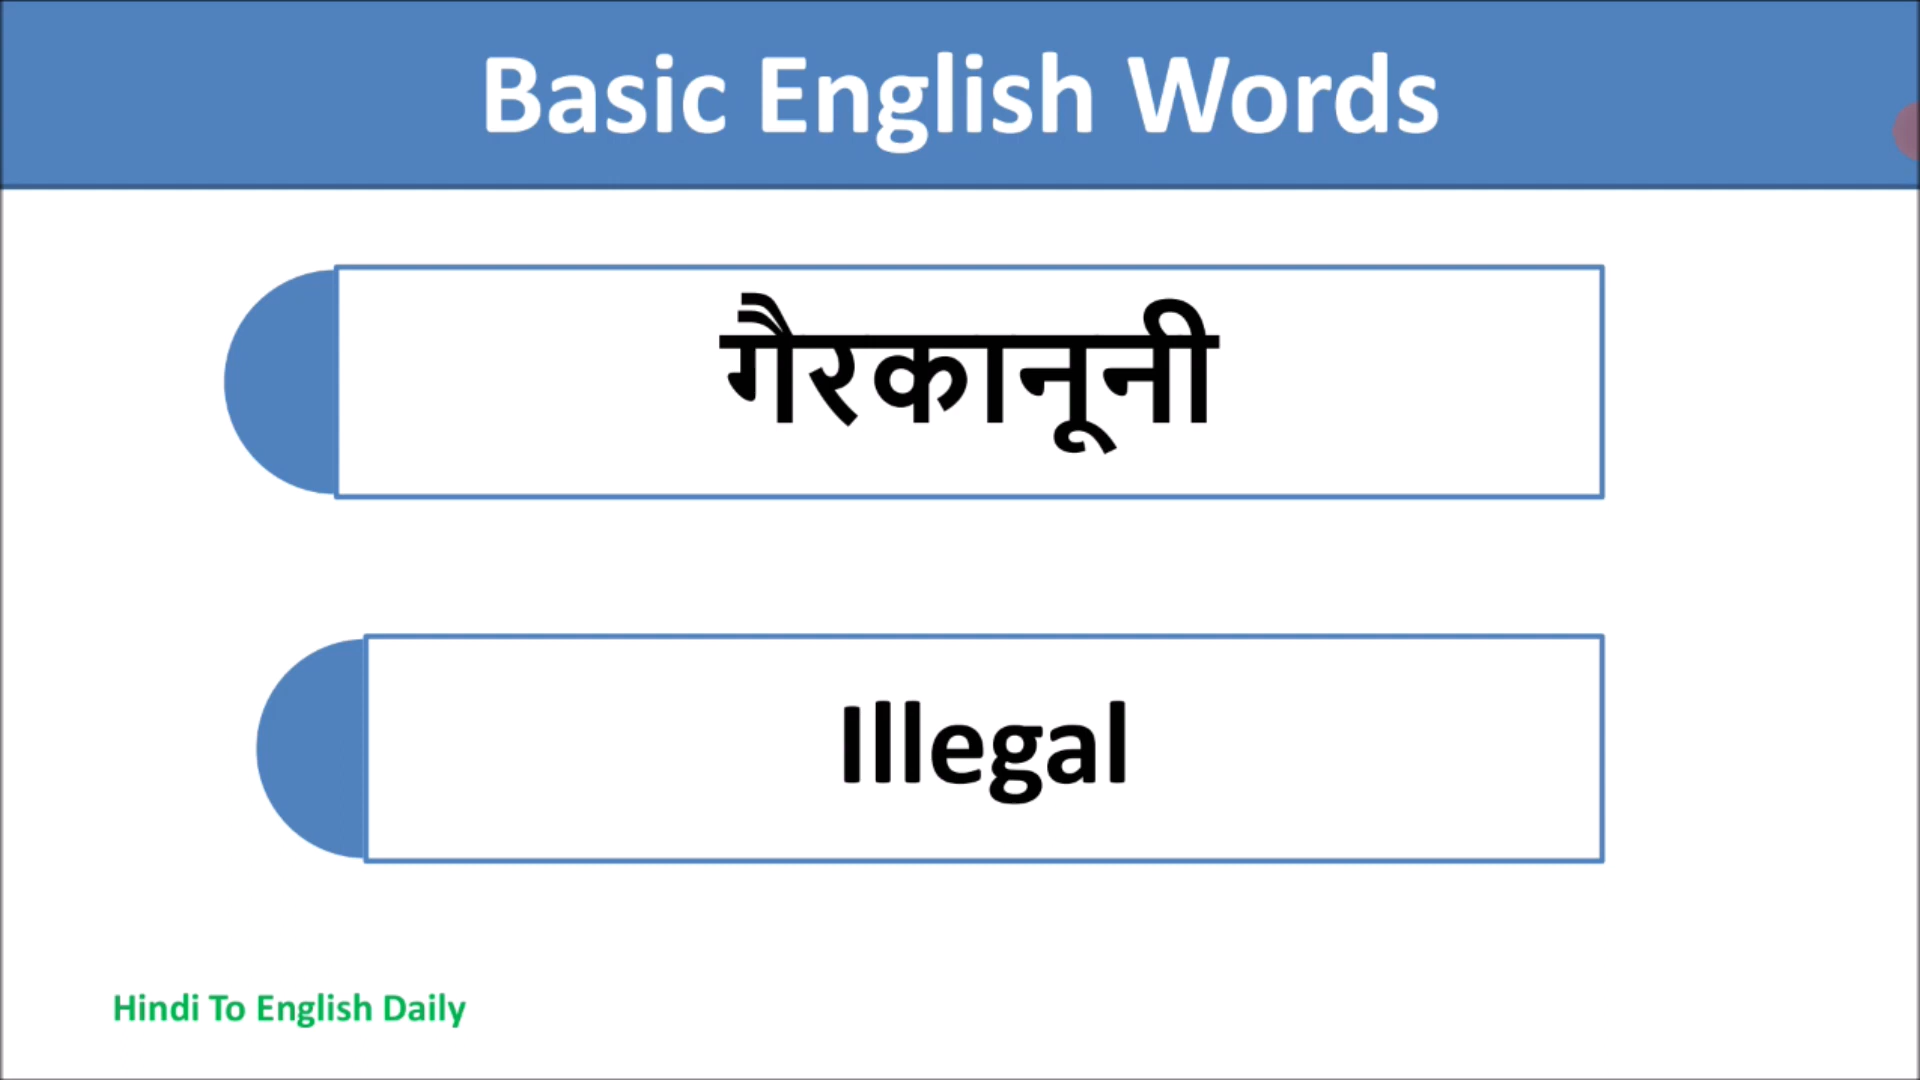 Basic English Words
गैरकानूनी
Illegal
Hindi To English Daily